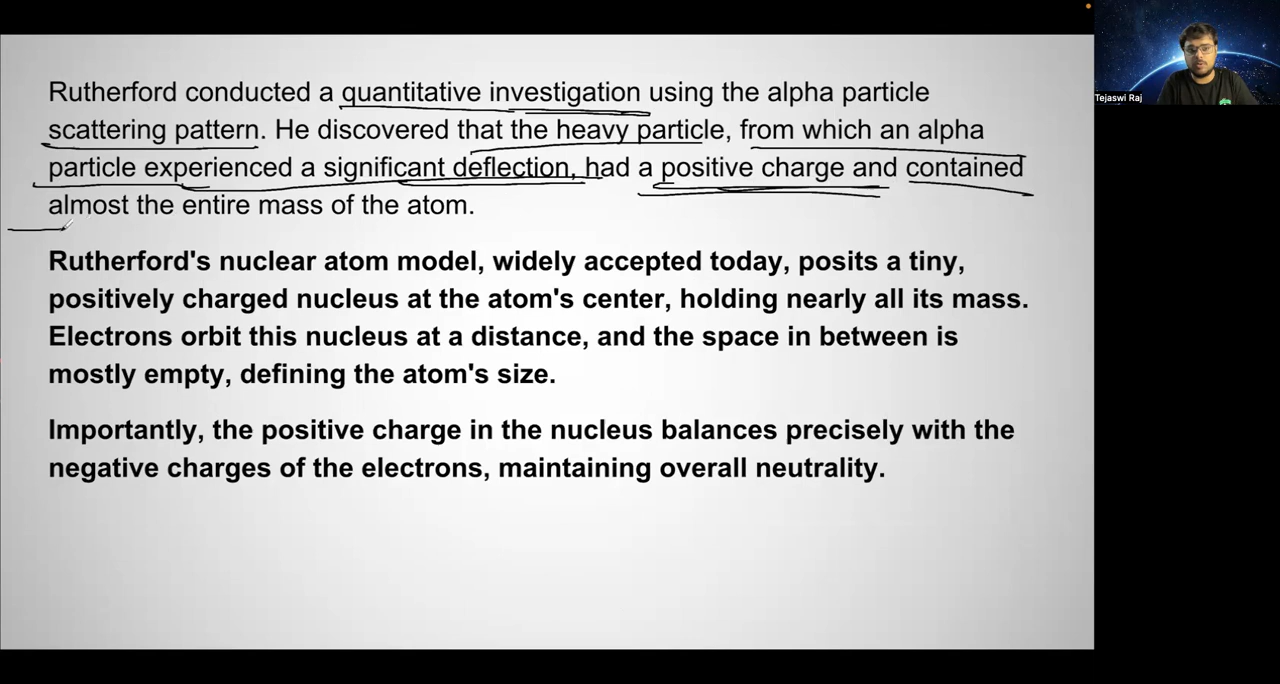 Rutherford conducted a quantitative investigation using the alpha particle
scattering pattern. He discovered that the heavy particle, from which an alpha
particle experienced a significant deflection, had a positive charge and contained
almost the entire mass of the atom.
Rutherford's nuclear atom model, widely accepted today, posits a tiny,
positively charged nucleus at the atom's center, holding nearly all its mass.
Electrons orbit this nucleus at a distance, and the space in between is
mostly empty, defining the atom's size.
Importantly, the positive charge in the nucleus balances precisely with the
negative charges of the electrons, maintaining overall neutrality.
Tejaswi Raj